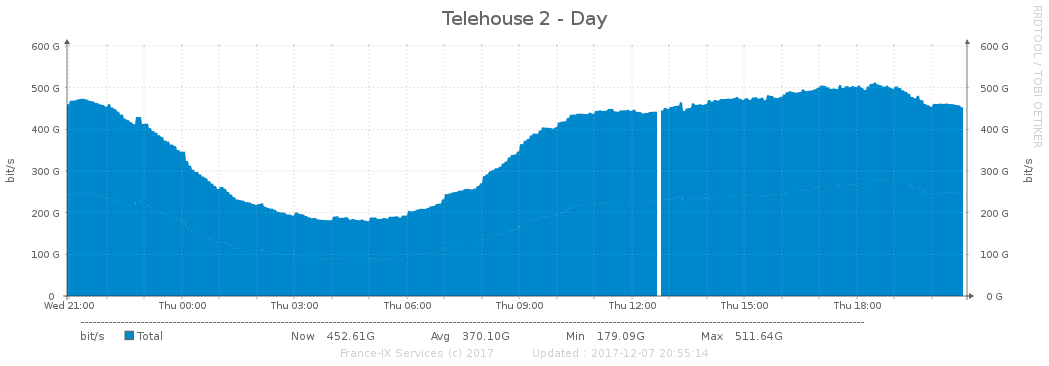 Telehouse 2 - Day
RRDTOOL / TOBI OETIKER
600 G 600 G
500 G 500 G
400 G 400 G
300 G 300 G
200 G 200 G
100 G 100 G
0 0 G
bit/s bit/s
Wed 21:00 Thu 00:00 Thu 03:00 Thu 06:00 Thu 09:00 Thu 12:00 Thu 15:00 Thu 18:00
bit/s Total Now 452.61G Avg 370.10G Min 179.09G Max 511.64G
France-IX Services (c) 2017 Updated : 2017-12-07 20:55:14